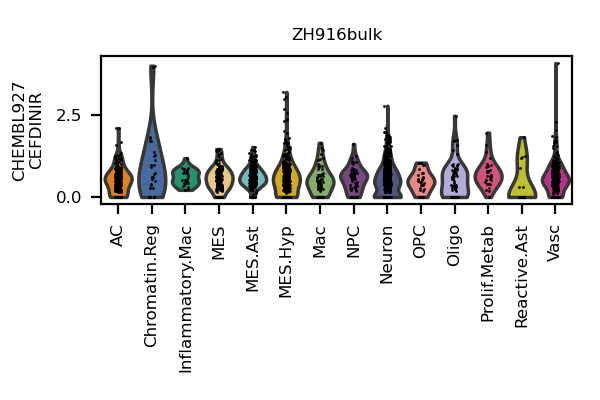 ZH916bulk
CHEMBL927
CEFDINIR
2.5
0.0
AC
Chromatin.Reg
Inflammatory.Mac
MES
MES.Ast
MES.Hyp
Mac
NPC
Neuron
OPC
Oligo
Prolif.Metab
Reactive.Ast
Vasc